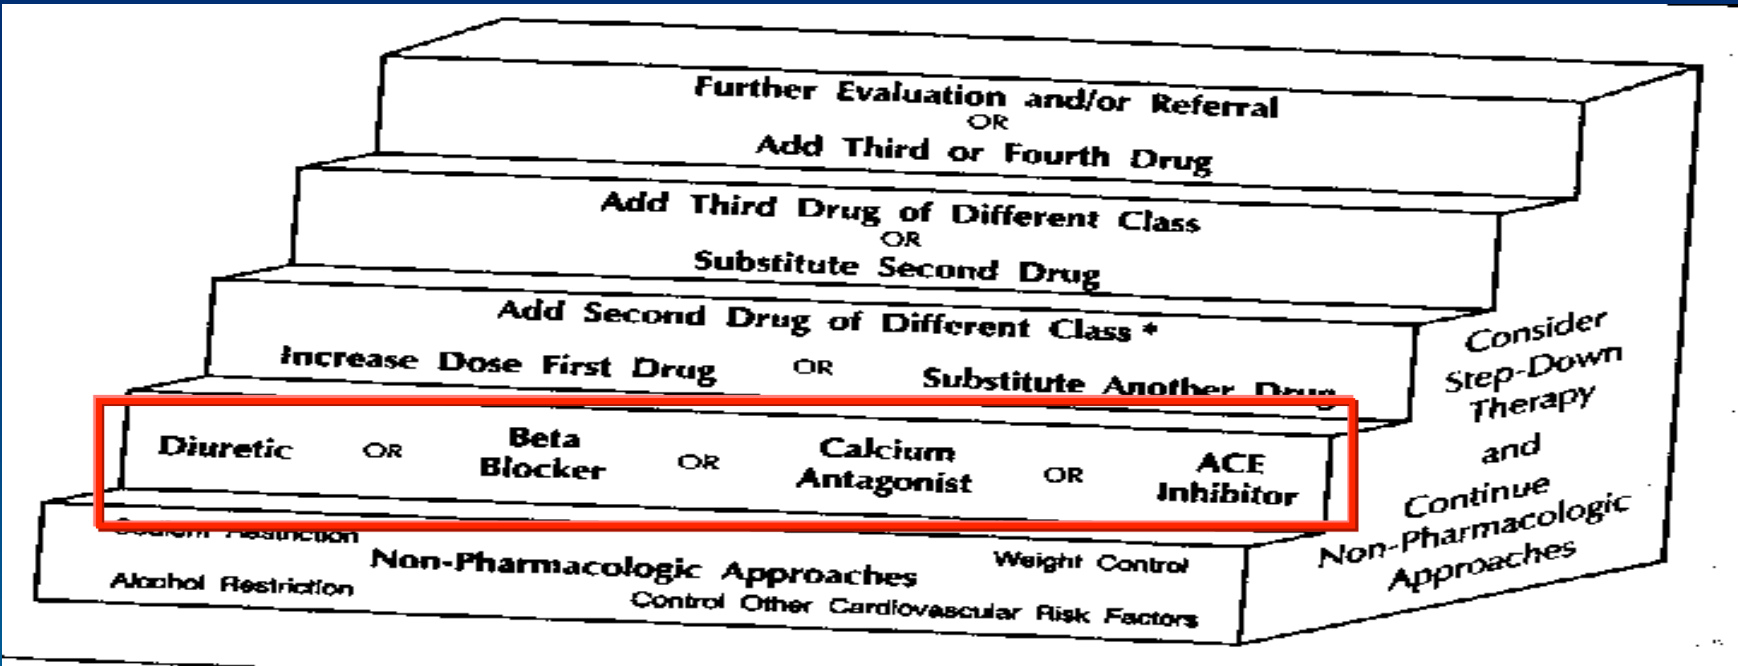 Further Evaluation and/or Referral
OR
Add Third or Fourth Drug
Add Third Drug of Different Class
OR
Substitute Second Drug
Add Second Drug of Different Class *
Increase Dose First Drug OR Substitute Another Drug
Diuretic OR Beta Blocker OR Calcium Antagonist OR ACE Inhibitor
Sodium Restriction
Non-Pharmacologic Approaches
Weight Control
Alcohol Restriction
Control Other Cardiovascular Risk Factors
Consider
Step-Down
Therapy
and
Continue
Non-Pharmacologic
Approaches